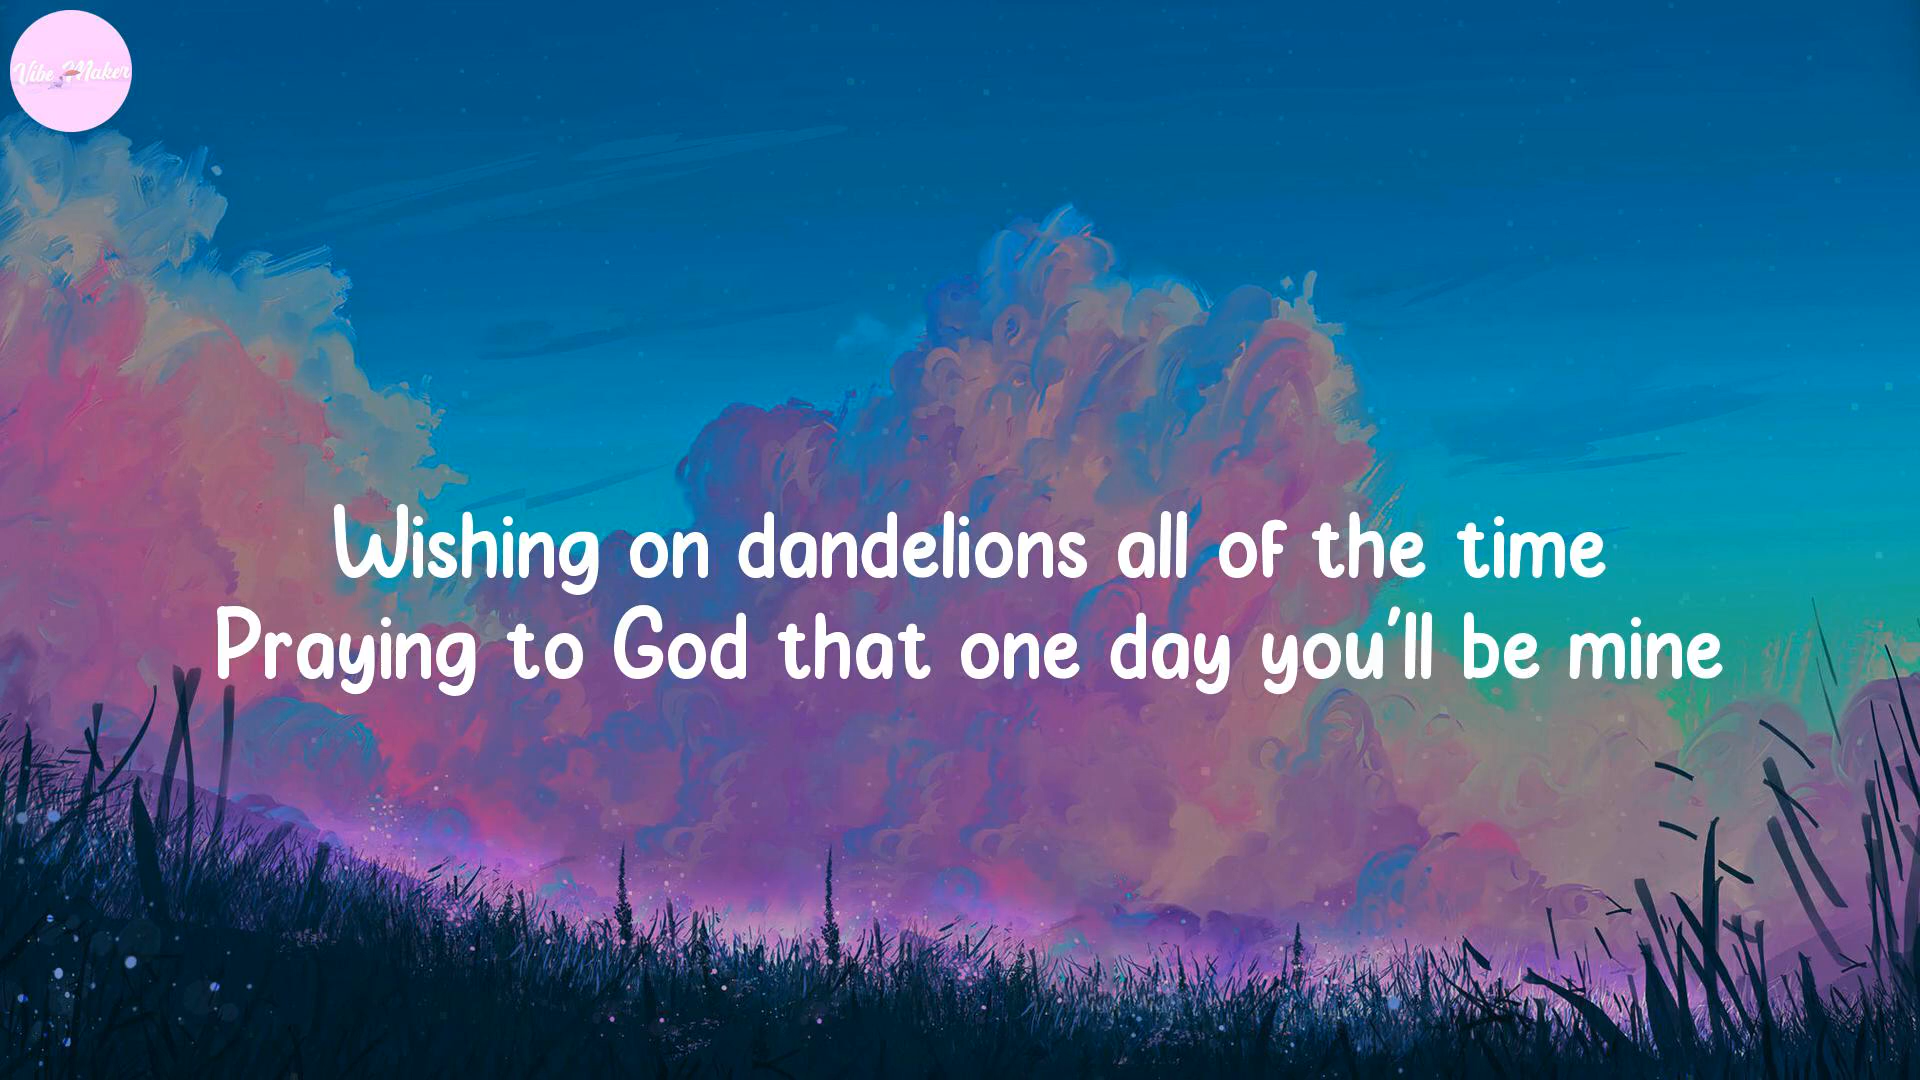 Vibe Maker
Wishing on dandelions all of the time
Praying to God that one day you'll be mine